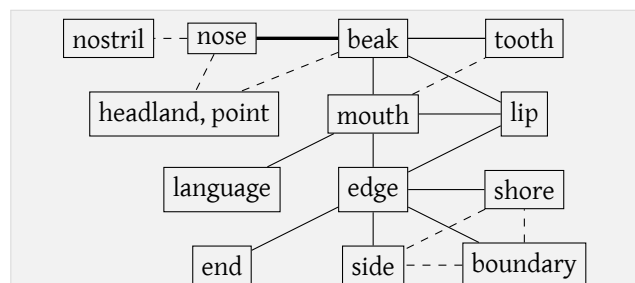 nostril nose beak tooth
headland, point mouth lip
language edge shore
end side boundary